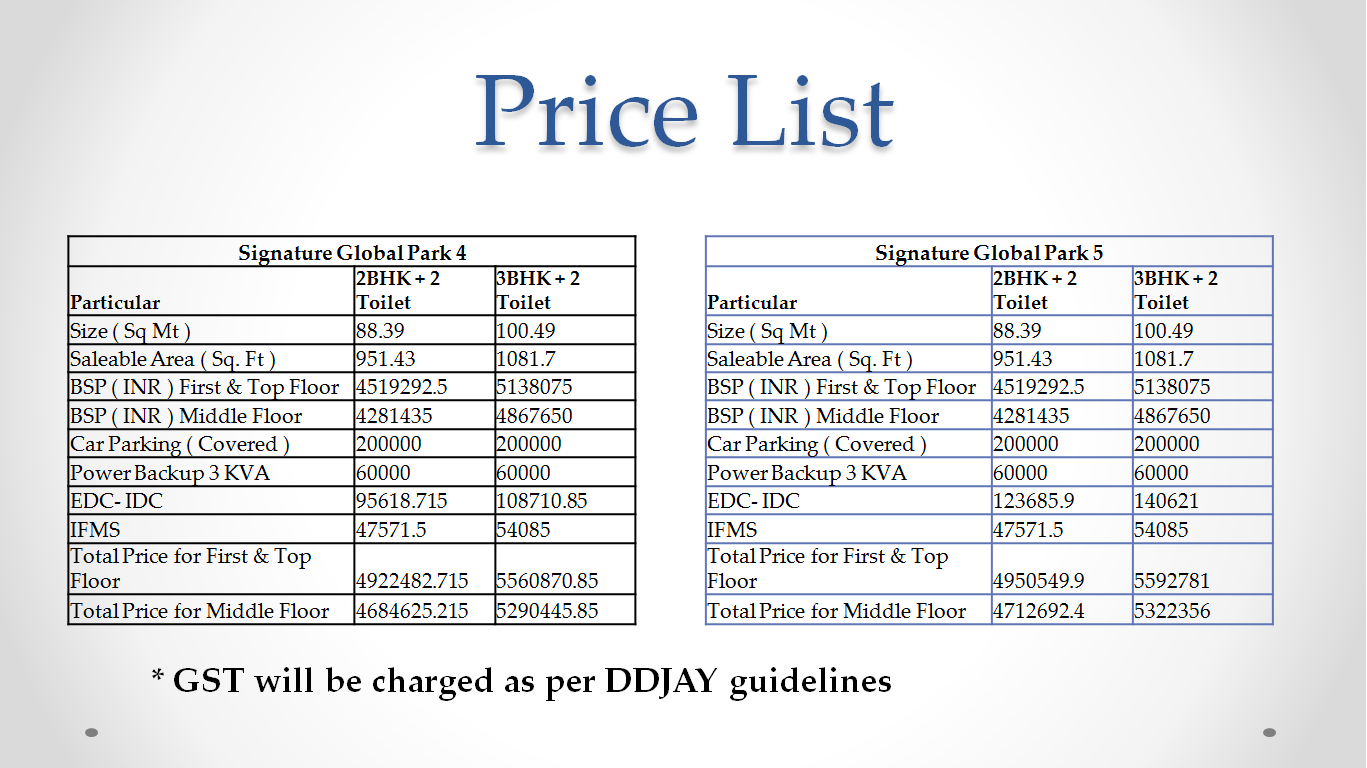 Price List
Signature Global Park 4
Particular 2BHK + 2 Toilet 3BHK + 2 Toilet
Size ( Sq Mt ) 88.39 100.49
Saleable Area ( Sq. Ft ) 951.43 1081.7
BSP ( INR ) First & Top Floor 4519292.5 5138075
BSP ( INR ) Middle Floor 4281435 4867650
Car Parking ( Covered ) 200000 200000
Power Backup 3 KVA 60000 60000
EDC- IDC 95618.715 108710.85
IFMS 47571.5 54085
Total Price for First & Top Floor 4922482.715 5560870.85
Total Price for Middle Floor 4684625.215 5290445.85
Signature Global Park 5
Particular 2BHK + 2 Toilet 3BHK + 2 Toilet
Size ( Sq Mt ) 88.39 100.49
Saleable Area ( Sq. Ft ) 951.43 1081.7
BSP ( INR ) First & Top Floor 4519292.5 5138075
BSP ( INR ) Middle Floor 4281435 4867650
Car Parking ( Covered ) 200000 200000
Power Backup 3 KVA 60000 60000
EDC- IDC 123685.9 140621
IFMS 47571.5 54085
Total Price for First & Top Floor 4950549.9 5592781
Total Price for Middle Floor 4712692.4 5322356
* GST will be charged as per DDJAY guidelines